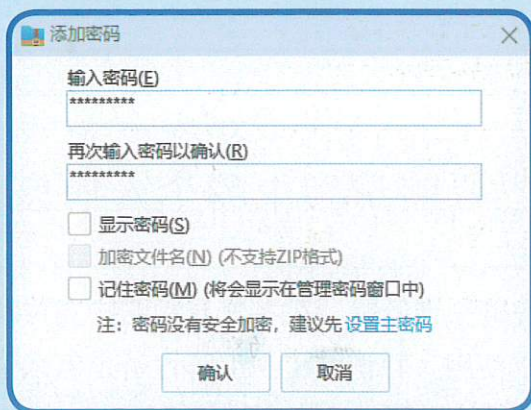 添加密码
输入密码(E)
*********
再次输入密码以确认(R)
*********
显示密码(S)
加密文件名(N) (不支持ZIP格式)
记住密码(M) (将会显示在管理密码窗口中)
注：密码没有安全加密，建议先 设置主密码
确认 取消